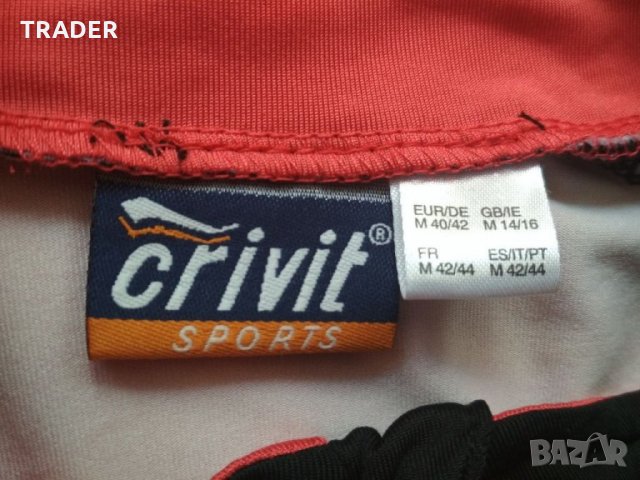 TRADER
crivit®
SPORTS
EUR/DE GB/IE
M 40/42 M 14/16
FR ES/IT/PT
M 42/44 M 42/44
BAZAR